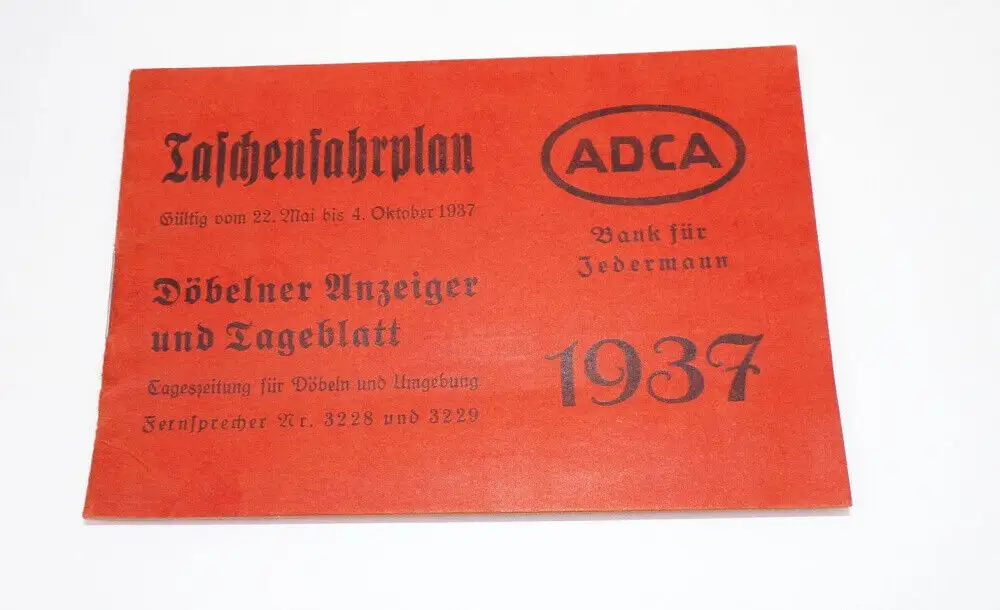 Taschenfahrplan
Gültig vom 22. Mai bis 4. Oktober 1937
Döbelner Anzeiger
und Tageblatt
Tageszeitung für Döbeln und Umgebung
Fernsprecher Nr. 3228 und 3229
ADCA
Bank für
Jedermann
1937